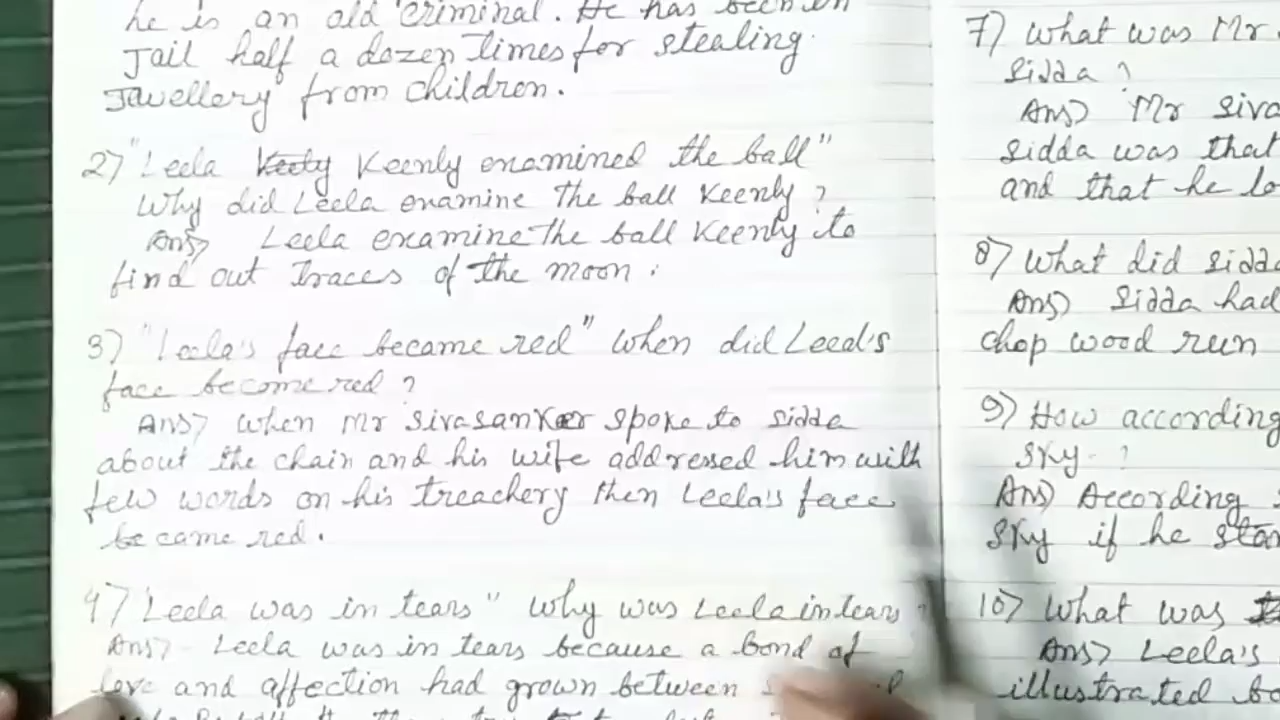 he is an old criminal. He has been in
Jail half a dozen times for stealing
Jwellery from children.
2) "Leela Keenly examined the ball"
Why did Leela examine the ball keenly?
Ans) Leela examine the ball keenly to
find out traces of the moon.
3) "Leela's face became red" when did Leed's
face become red?
Ans) when Mr Sivasanker spoke to sidda
about the chain and his wife addressed him with
few words on his treachery then Leela's face
became red.
4) "Leela was in tears" why was Leela in tears
Ans) Leela was in tears because a bond of
love and affection had grown between
7) what was Mr
sidda?
Ans) Mr Siva
sidda was that
and that he lo
8) what did sidda
Ans) sidda had
chop wood run
9) How according
sky?
Ans) According
sky if he
10) what was
Ans) Leela's
illustrated bo